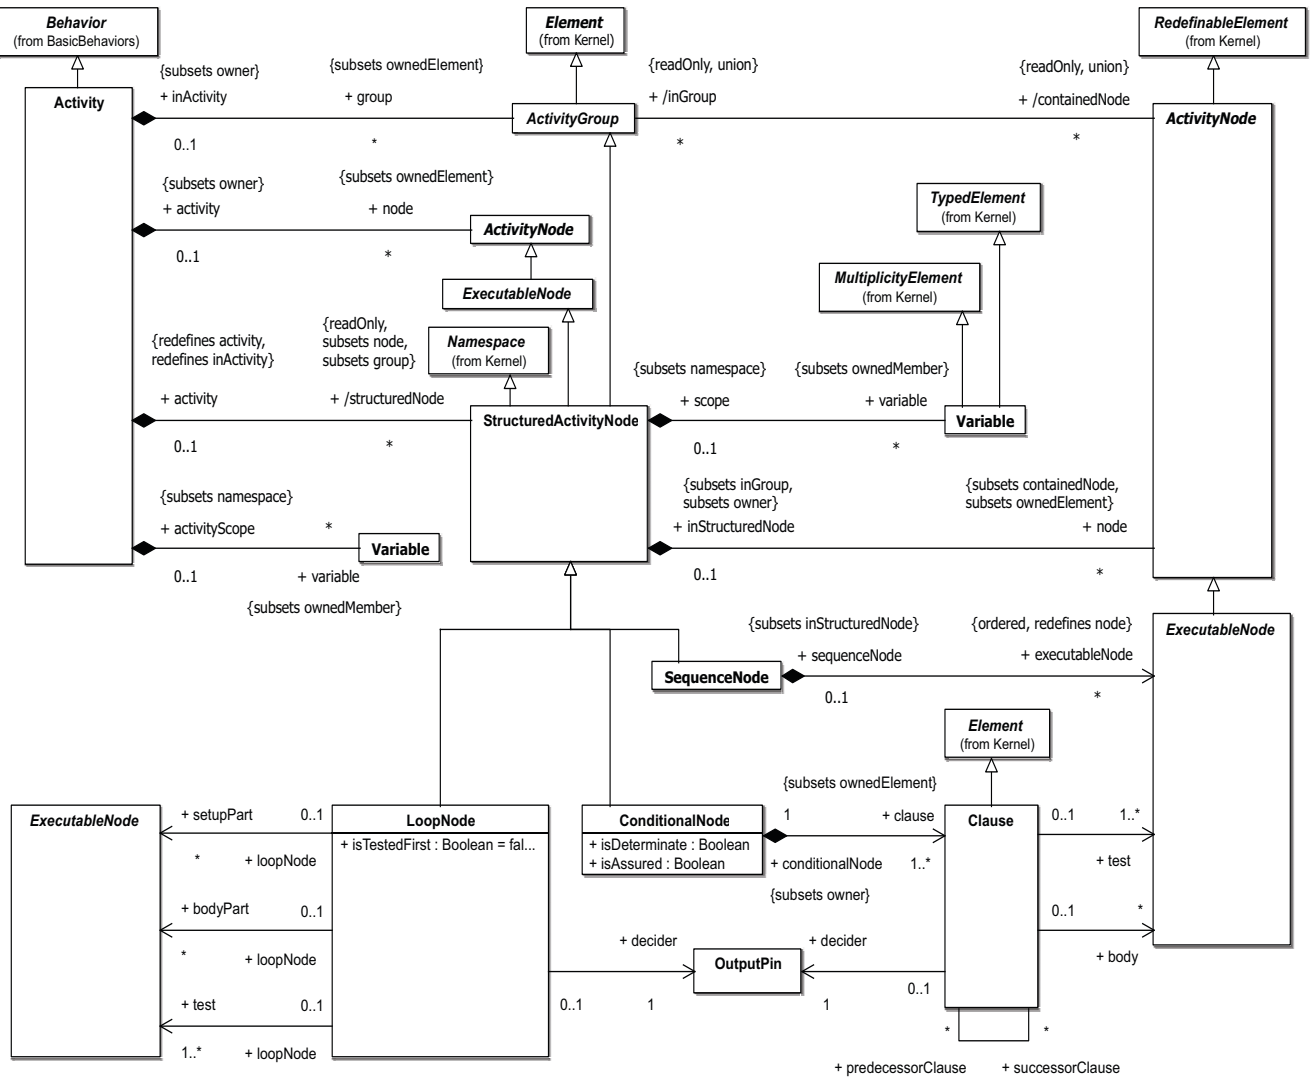 Behavior
(from BasicBehaviors)
Element
(from Kernel)
RedefinableElement
(from Kernel)
{subsets owner}
{subsets ownedElement}
{readOnly, union}
{readOnly, union}
Activity
+ inActivity
+ group
+ /inGroup
+ /containedNode
ActivityGroup
ActivityNode
0..1
*
*
*
{subsets owner}
{subsets ownedElement}
+ activity
+ node
ActivityNode
0..1
*
TypedElement
(from Kernel)
ExecutableNode
MultiplicityElement
(from Kernel)
{redefines activity,
redefines inActivity}
{readOnly,
subsets node,
subsets group}
Namespace
(from Kernel)
{subsets namespace}
{subsets ownedMember}
+ activity
+ /structuredNode
+ scope
+ variable
StructuredActivityNode
Variable
0..1
*
0..1
*
{subsets namespace}
{subsets inGroup,
subsets owner}
{subsets containedNode,
subsets ownedElement}
+ activityScope
*
+ inStructuredNode
+ node
Variable
0..1
+ variable
0..1
*
{subsets ownedMember}
{subsets inStructuredNode}
{ordered, redefines node}
ExecutableNode
+ sequenceNode
+ executableNode
SequenceNode
0..1
*
Element
(from Kernel)
{subsets ownedElement}
ExecutableNode
+ setupPart
0..1
LoopNode
+ isTestedFirst : Boolean = fal...
ConditionalNode
+ isDeterminate : Boolean
+ isAssured : Boolean
1
+ clause
Clause
0..1
1..*
*
+ loopNode
+ conditionalNode
1..*
+ test
{subsets owner}
+ bodyPart
0..1
0..1
*
*
+ loopNode
+ decider
+ decider
+ body
OutputPin
+ test
0..1
0..1
1
1
0..1
1..*
+ loopNode
*
*
+ predecessorClause
+ successorClause